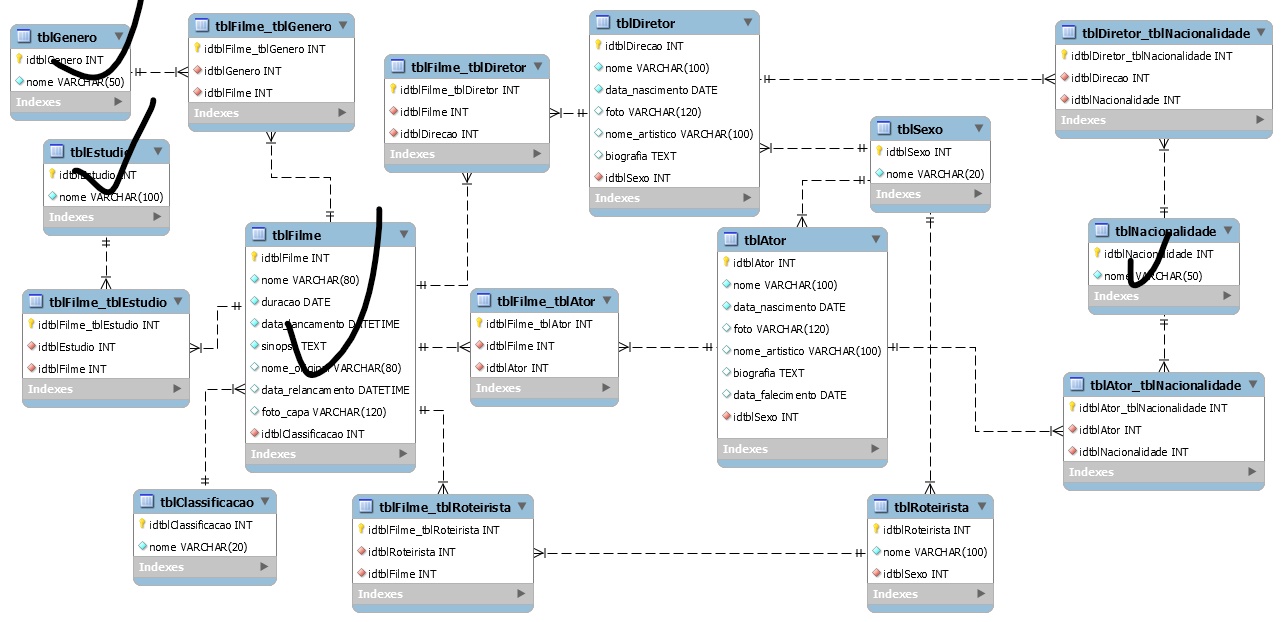 tblGenero
idtblGenero INT
nome VARCHAR(50)
Indexes
tblFilme_tblGenero
idtblFilme_tblGenero INT
idtblGenero INT
idtblFilme INT
Indexes
tblFilme_tblDiretor
idtblFilme_tblDiretor INT
idtblFilme INT
idtblDirecao INT
Indexes
tblDiretor
idtblDirecao INT
nome VARCHAR(100)
data_nascimento DATE
foto VARCHAR(120)
nome_artistico VARCHAR(100)
biografia TEXT
idtblSexo INT
Indexes
tblSexo
idtblSexo INT
nome VARCHAR(20)
Indexes
tblDiretor_tblNacionalidade
idtblDiretor_tblNacionalidade INT
idtblDirecao INT
idtblNacionalidade INT
Indexes
tblEstudio
idtblEstudio INT
nome VARCHAR(100)
Indexes
tblFilme
idtblFilme INT
nome VARCHAR(80)
duracao DATE
data_lancamento DATETIME
sinopse TEXT
nome_original VARCHAR(80)
data_relancamento DATETIME
foto_capa VARCHAR(120)
idtblClassificacao INT
Indexes
tblAtor
idtblAtor INT
nome VARCHAR(100)
data_nascimento DATE
foto VARCHAR(120)
nome_artistico VARCHAR(100)
biografia TEXT
data_falecimento DATE
idtblSexo INT
Indexes
tblNacionalidade
idtblNacionalidade INT
nome VARCHAR(50)
Indexes
tblFilme_tblEstudio
idtblFilme_tblEstudio INT
idtblEstudio INT
idtblFilme INT
Indexes
tblFilme_tblAtor
idtblFilme_tblAtor INT
idtblFilme INT
idtblAtor INT
Indexes
tblAtor_tblNacionalidade
idtblAtor_tblNacionalidade INT
idtblAtor INT
idtblNacionalidade INT
Indexes
tblClassificacao
idtblClassificacao INT
nome VARCHAR(20)
Indexes
tblFilme_tblRoteirista
idtblFilme_tblRoteirista INT
idtblRoteirista INT
idtblFilme INT
Indexes
tblRoteirista
idtblRoteirista INT
nome VARCHAR(100)
idtblSexo INT
Indexes